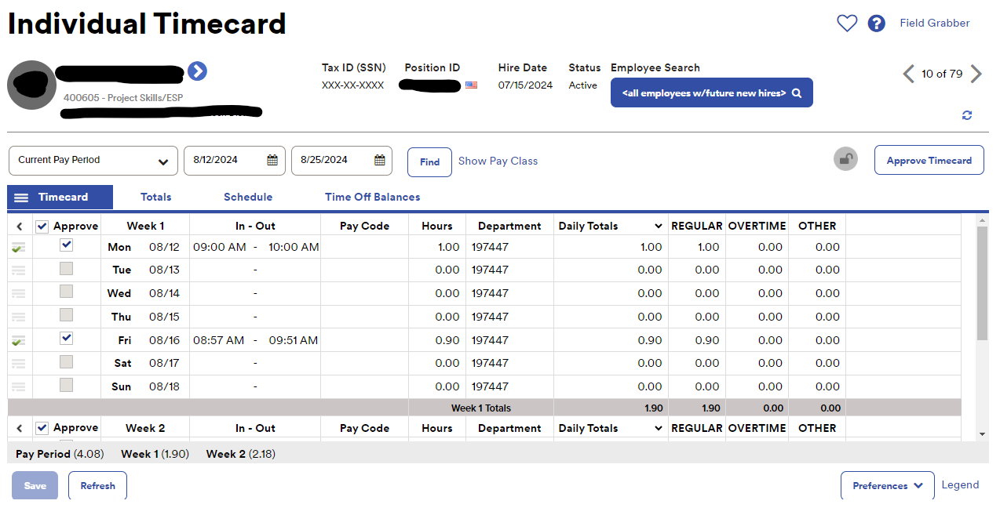 Individual Timecard
Field Grabber
Tax ID (SSN) Position ID Hire Date Status Employee Search
400605 - Project Skills/ESP
XXX-XX-XXXX 07/15/2024 Active <all employees w/future new hires> 10 of 79
Current Pay Period 8/12/2024 8/25/2024 Find Show Pay Class Approve Timecard
Timecard Totals Schedule Time Off Balances
Approve Week 1 In - Out Pay Code Hours Department Daily Totals REGULAR OVERTIME OTHER
Mon 08/12 09:00 AM - 10:00 AM 1.00 197447 1.00 1.00 0.00 0.00
Tue 08/13 - 0.00 197447 0.00 0.00 0.00 0.00
Wed 08/14 - 0.00 197447 0.00 0.00 0.00 0.00
Thu 08/15 - 0.00 197447 0.00 0.00 0.00 0.00
Fri 08/16 08:57 AM - 09:51 AM 0.90 197447 0.90 0.90 0.00 0.00
Sat 08/17 - 0.00 197447 0.00 0.00 0.00 0.00
Sun 08/18 - 0.00 197447 0.00 0.00 0.00 0.00
Week 1 Totals 1.90 1.90 0.00 0.00
Approve Week 2 In - Out Pay Code Hours Department Daily Totals REGULAR OVERTIME OTHER
Pay Period (4.08) Week 1 (1.90) Week 2 (2.18)
Save Refresh Preferences Legend